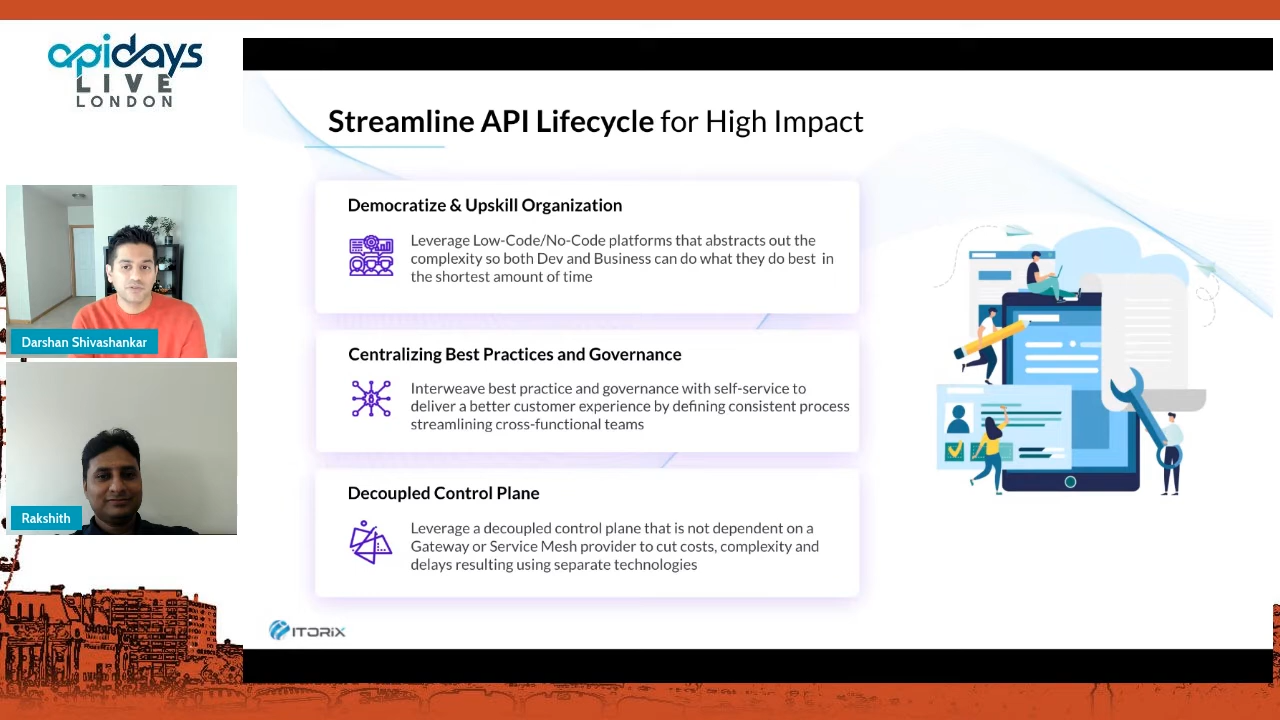 apidays
LIVE
LONDON
Streamline API Lifecycle for High Impact
Democratize & Upskill Organization
Leverage Low-Code/No-Code platforms that abstracts out the
complexity so both Dev and Business can do what they do best in
the shortest amount of time
Centralizing Best Practices and Governance
Interweave best practice and governance with self-service to
deliver a better customer experience by defining consistent process
streamlining cross-functional teams
Decoupled Control Plane
Leverage a decoupled control plane that is not dependent on a
Gateway or Service Mesh provider to cut costs, complexity and
delays resulting using separate technologies
ITORIX
Darshan Shivashankar
Rakshith